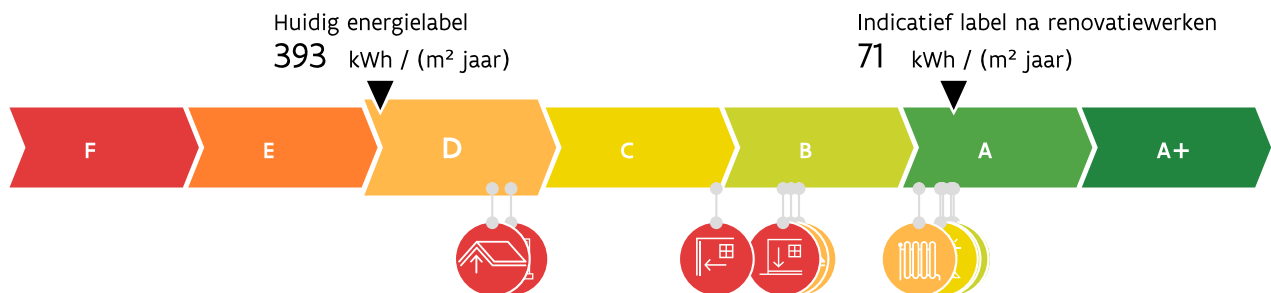 Huidig energielabel
393 kWh / (m² jaar)
Indicatief label na renovatiewerken
71 kWh / (m² jaar)
F E D C B A A+